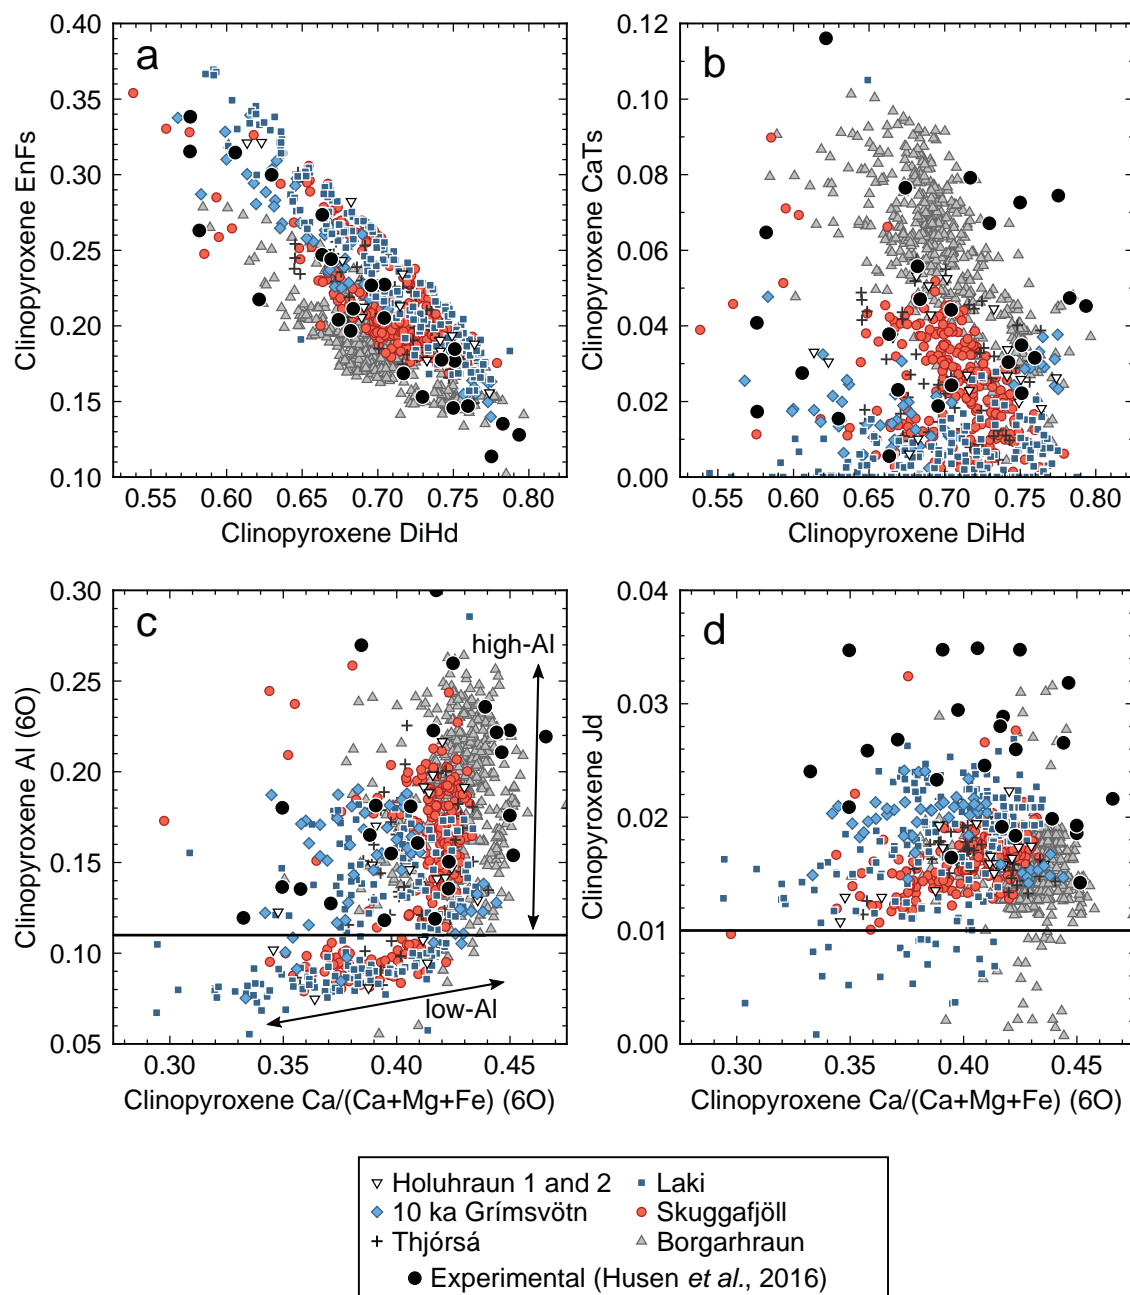 a
0.40
0.35
0.30
0.25
0.20
0.15
0.10
Clinopyroxene EnFs
0.55 0.60 0.65 0.70 0.75 0.80
Clinopyroxene DiHd
b
0.12
0.10
0.08
0.06
0.04
0.02
0.00
Clinopyroxene CaTs
0.55 0.60 0.65 0.70 0.75 0.80
Clinopyroxene DiHd
c
0.30
0.25
0.20
0.15
0.10
0.05
Clinopyroxene Al (6O)
high-Al
low-Al
0.30 0.35 0.40 0.45
Clinopyroxene Ca/(Ca+Mg+Fe) (6O)
d
0.04
0.03
0.02
0.01
0.00
Clinopyroxene Jd
0.30 0.35 0.40 0.45
Clinopyroxene Ca/(Ca+Mg+Fe) (6O)
Holuhraun 1 and 2
Laki
10 ka Grímsvötn
Skuggafjöll
Thjórsá
Borgarhraun
Experimental (Husen et al., 2016)